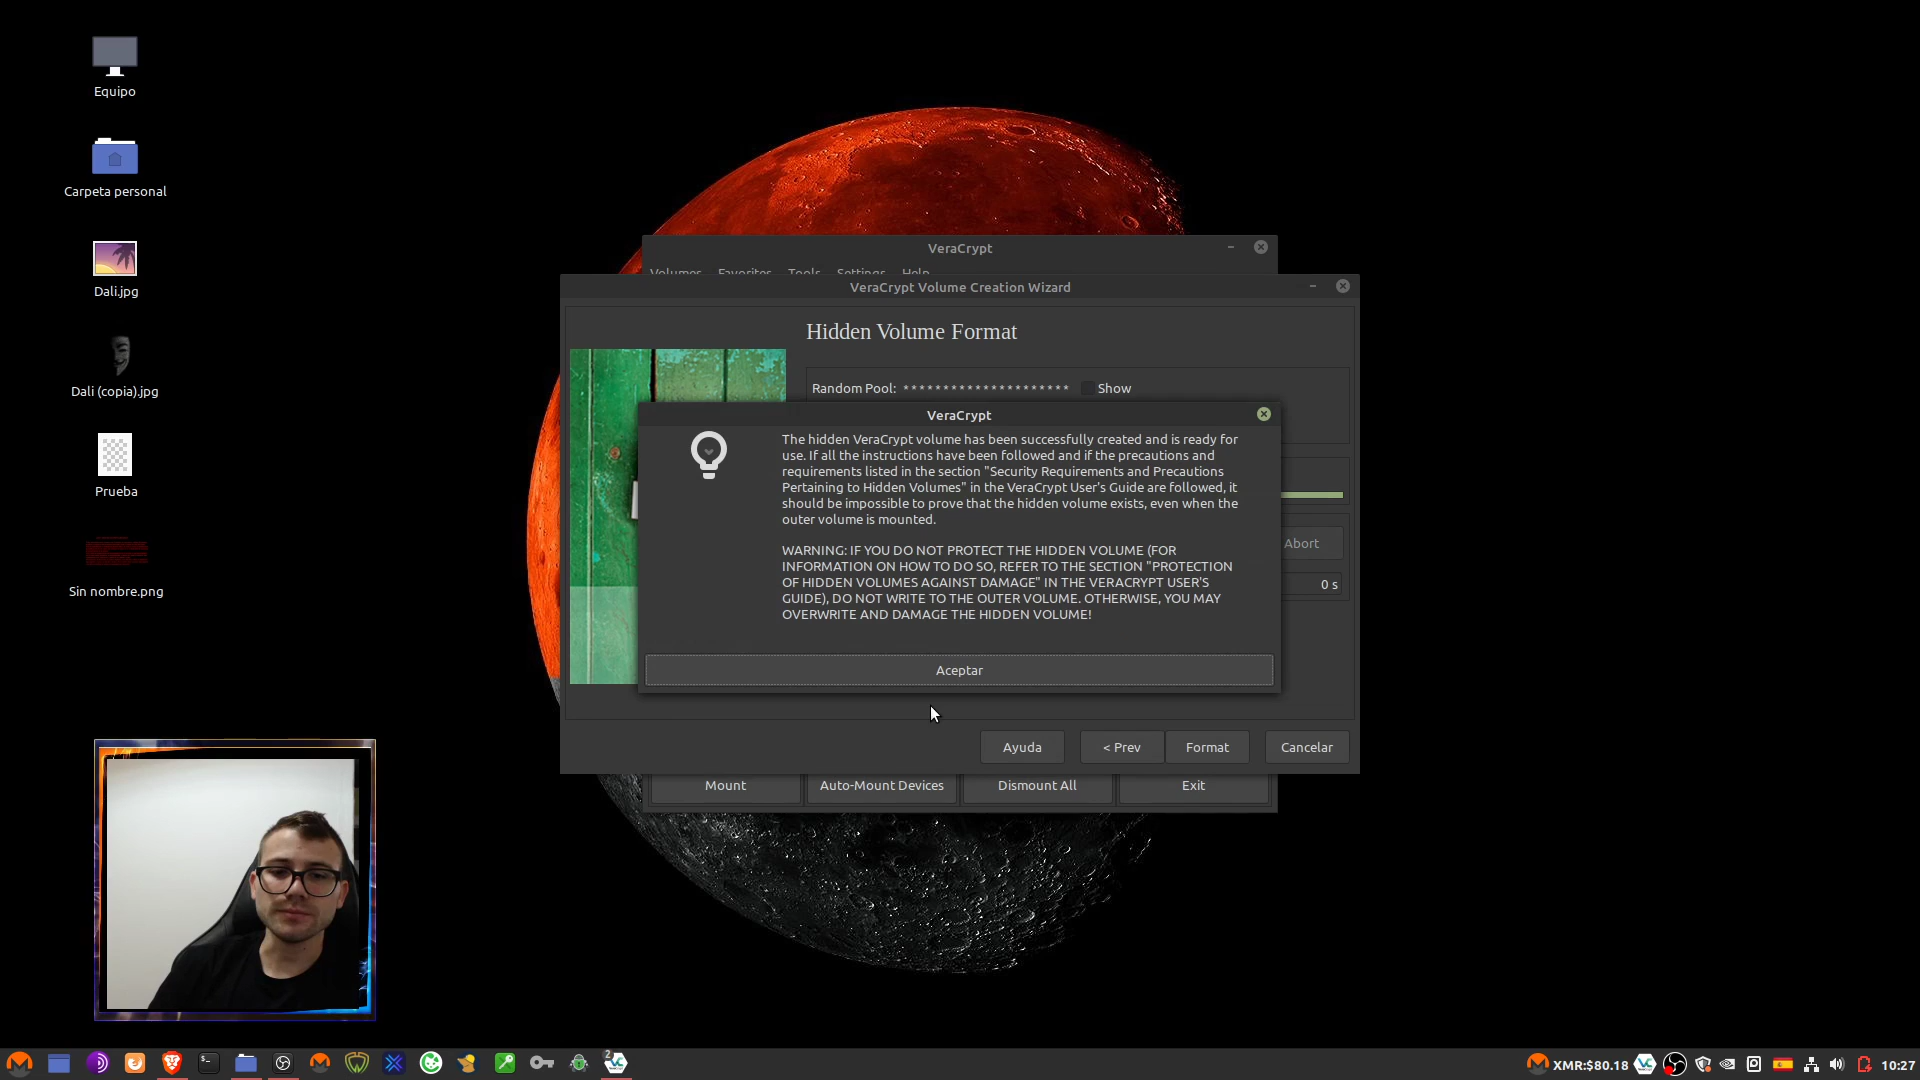 Equipo
Carpeta personal
Dali.jpg
Dali (copia).jpg
Prueba
Sin nombre.png
VeraCrypt
Volumes Favorites Tools Settings Help
VeraCrypt Volume Creation Wizard
Hidden Volume Format
Random Pool: ********************* Show
VeraCrypt
The hidden VeraCrypt volume has been successfully created and is ready for
use. If all the instructions have been followed and if the precautions and
requirements listed in the section "Security Requirements and Precautions
Pertaining to Hidden Volumes" in the VeraCrypt User's Guide are followed, it
should be impossible to prove that the hidden volume exists, even when the
outer volume is mounted.
WARNING: IF YOU DO NOT PROTECT THE HIDDEN VOLUME (FOR
INFORMATION ON HOW TO DO SO, REFER TO THE SECTION "PROTECTION
OF HIDDEN VOLUMES AGAINST DAMAGE" IN THE VERACRYPT USER'S
GUIDE), DO NOT WRITE TO THE OUTER VOLUME. OTHERWISE, YOU MAY
OVERWRITE AND DAMAGE THE HIDDEN VOLUME!
Aceptar
Abort
0 s
Ayuda
< Prev
Format
Cancelar
Mount
Auto-Mount Devices
Dismount All
Exit
2
XMR:$80.18
10:27